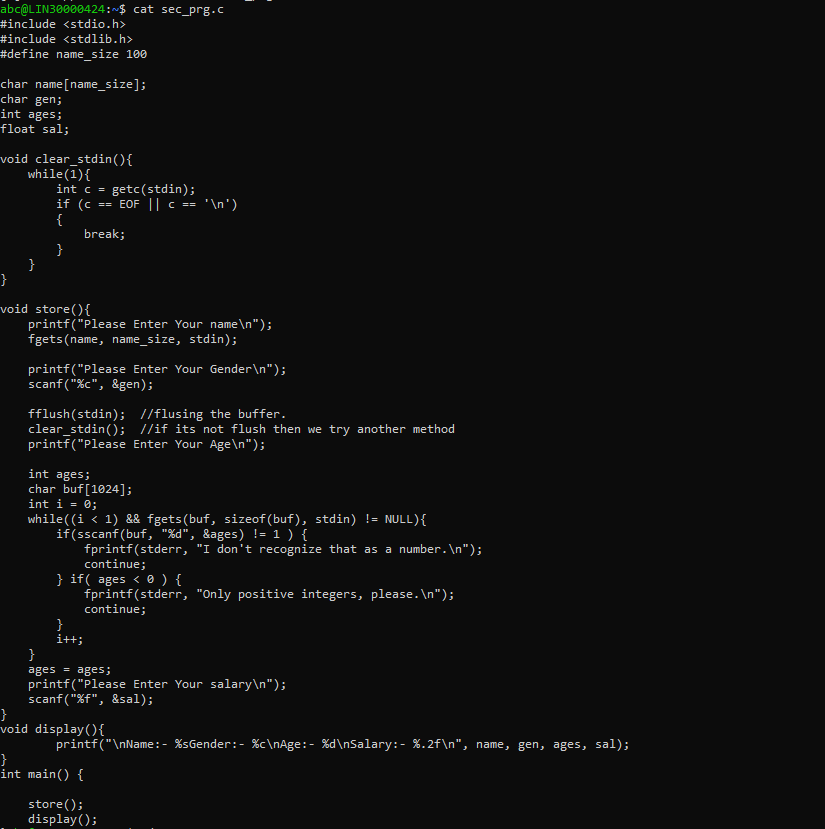 abc@LIN30000424:~$ cat sec_prg.c
#include <stdio.h>
#include <stdlib.h>
#define name_size 100

char name[name_size];
char gen;
int ages;
float sal;

void clear_stdin(){
    while(1){
        int c = getc(stdin);
        if (c == EOF || c == '\n')
        {
            break;
        }
    }
}

void store(){
    printf("Please Enter Your name\n");
    fgets(name, name_size, stdin);

    printf("Please Enter Your Gender\n");
    scanf("%c", &gen);

    fflush(stdin);  //flusing the buffer.
    clear_stdin();  //if its not flush then we try another method
    printf("Please Enter Your Age\n");

    int ages;
    char buf[1024];
    int i = 0;
    while((i < 1) && fgets(buf, sizeof(buf), stdin) != NULL){
        if(sscanf(buf, "%d", &ages) != 1 ) {
            fprintf(stderr, "I don't recognize that as a number.\n");
            continue;
        } if( ages < 0 ) {
            fprintf(stderr, "Only positive integers, please.\n");
            continue;
        }
        i++;
    }
    ages = ages;
    printf("Please Enter Your salary\n");
    scanf("%f", &sal);
}
void display(){
        printf("\nName:- %sGender:- %c\nAge:- %d\nSalary:- %.2f\n", name, gen, ages, sal);
}
int main() {

    store();
    display();